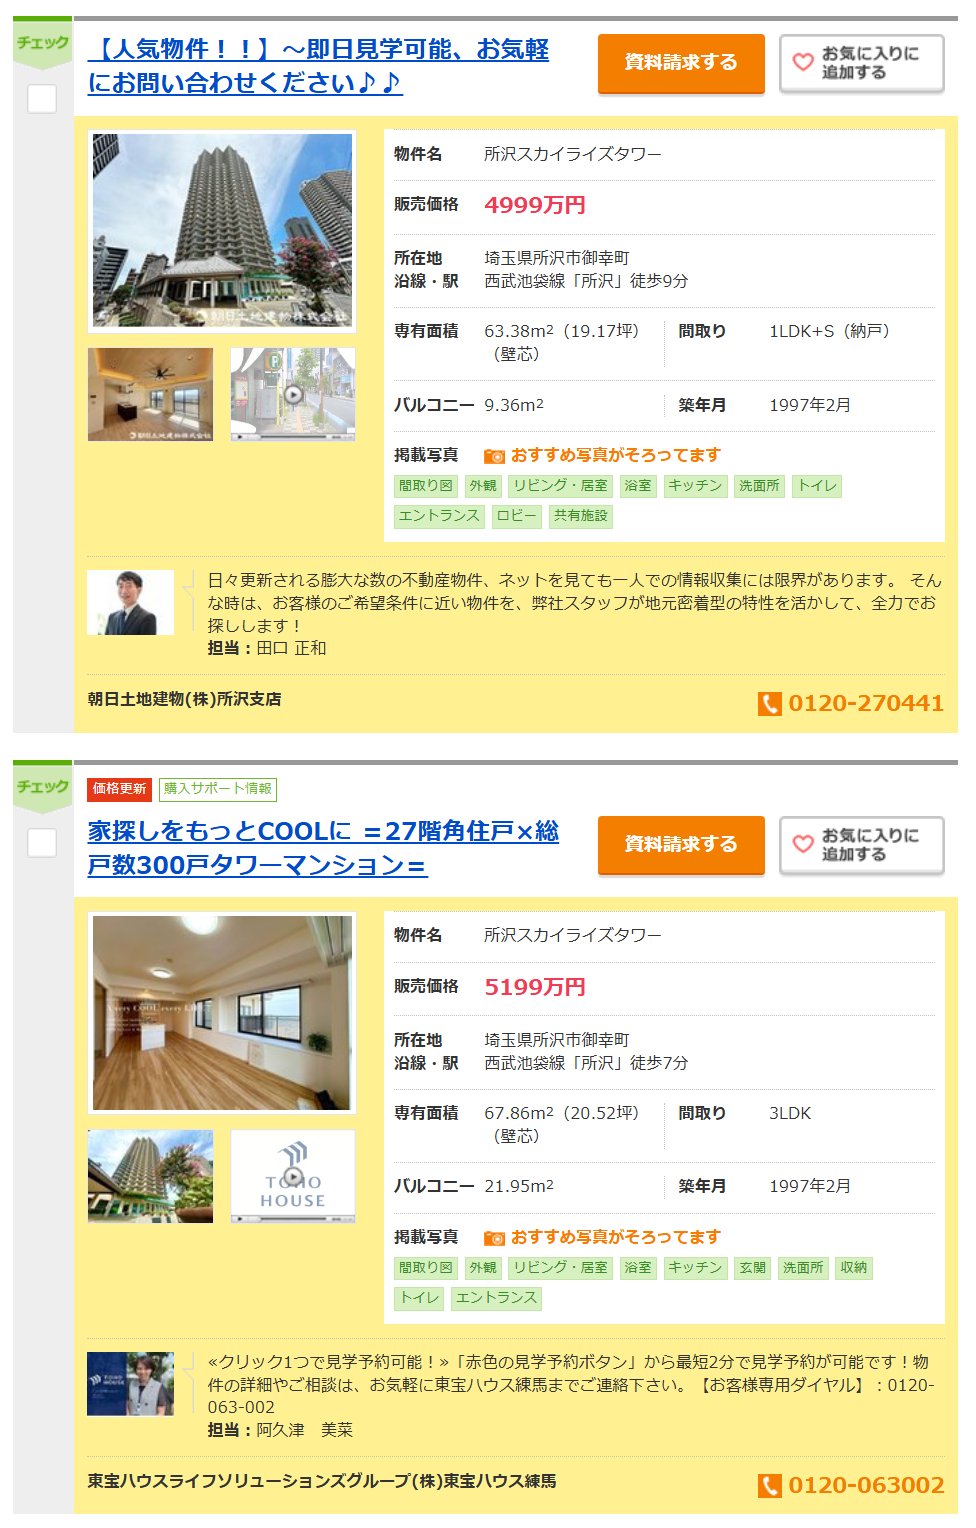 チェック
【人気物件！！】～即日見学可能、お気軽
にお問い合わせください♪♪
資料請求する
お気に入りに
追加する
朝日土地建物株式会社
朝日土地建物株式会社
P
物件名 所沢スカイライズタワー
販売価格 4999万円
所在地 埼玉県所沢市御幸町
沿線・駅 西武池袋線「所沢」徒歩9分
専有面積 63.38m2（19.17坪）
（壁芯）
間取り 1LDK+S（納戸）
バルコニー 9.36m2 築年月 1997年2月
掲載写真 おすすめ写真がそろってます
間取り図 外観 リビング・居室 浴室 キッチン 洗面所 トイレ
エントランス ロビー 共有施設
日々更新される膨大な数の不動産物件、ネットを見ても一人での情報収集には限界があります。 そん
な時は、お客様のご希望条件に近い物件を、弊社スタッフが地元密着型の特性を活かして、全力でお
探しします！
担当：田口 正和
朝日土地建物(株)所沢支店
0120-270441
チェック
価格更新 購入サポート情報
家探しをもっとCOOLに ＝27階角住戸×総
戸数300戸タワーマンション＝
資料請求する
お気に入りに
追加する
TOHO
HOUSE
物件名 所沢スカイライズタワー
販売価格 5199万円
所在地 埼玉県所沢市御幸町
沿線・駅 西武池袋線「所沢」徒歩7分
専有面積 67.86m2（20.52坪）
（壁芯）
間取り 3LDK
バルコニー 21.95m2 築年月 1997年2月
掲載写真 おすすめ写真がそろってます
間取り図 外観 リビング・居室 浴室 キッチン 玄関 洗面所 収納
トイレ エントランス
TOHO
HOUSE
≪クリック1つで見学予約可能！≫「赤色の見学予約ボタン」から最短2分で見学予約が可能です！物
件の詳細やご相談は、お気軽に東宝ハウス練馬までご連絡下さい。【お客様専用ダイヤル】：0120-
063-002
担当：阿久津　美菜
東宝ハウスライフソリューションズグループ(株)東宝ハウス練馬
0120-063002